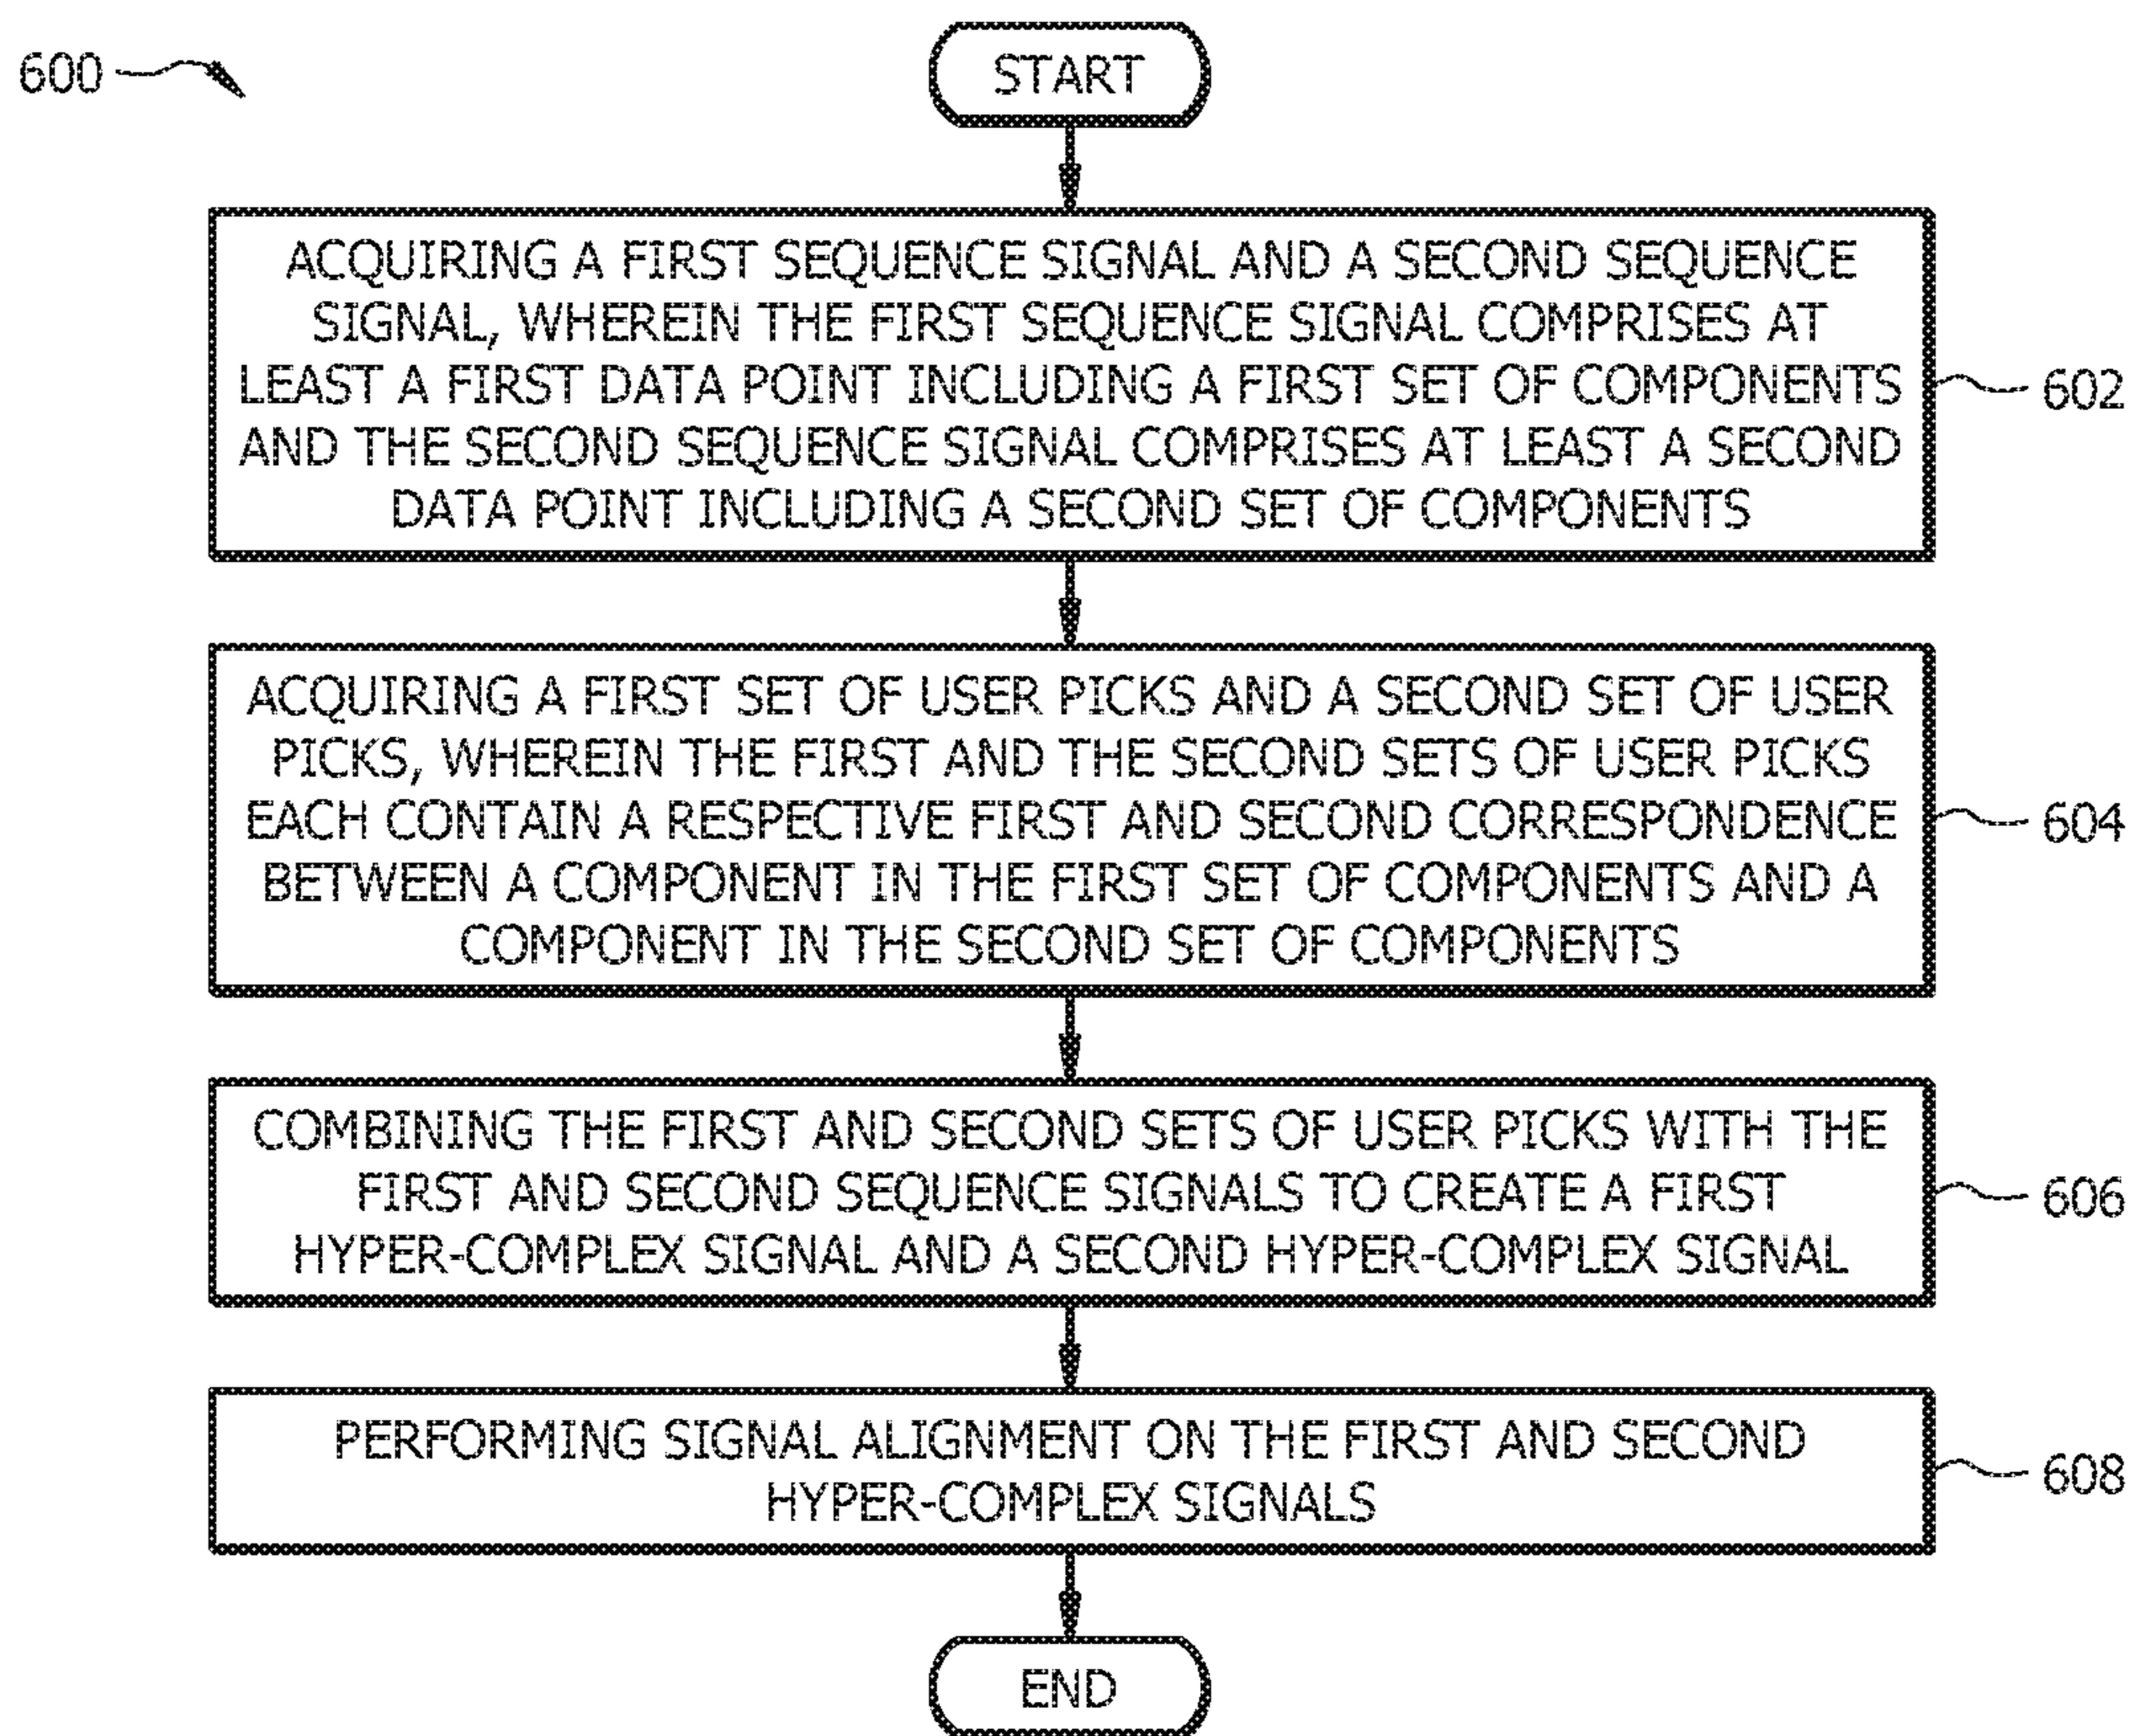 600
START
ACQUIRING A FIRST SEQUENCE SIGNAL AND A SECOND SEQUENCE
SIGNAL, WHEREIN THE FIRST SEQUENCE SIGNAL COMPRISES AT
LEAST A FIRST DATA POINT INCLUDING A FIRST SET OF COMPONENTS
AND THE SECOND SEQUENCE SIGNAL COMPRISES AT LEAST A SECOND
DATA POINT INCLUDING A SECOND SET OF COMPONENTS
602
ACQUIRING A FIRST SET OF USER PICKS AND A SECOND SET OF USER
PICKS, WHEREIN THE FIRST AND THE SECOND SETS OF USER PICKS
EACH CONTAIN A RESPECTIVE FIRST AND SECOND CORRESPONDENCE
BETWEEN A COMPONENT IN THE FIRST SET OF COMPONENTS AND A
COMPONENT IN THE SECOND SET OF COMPONENTS
604
COMBINING THE FIRST AND SECOND SETS OF USER PICKS WITH THE
FIRST AND SECOND SEQUENCE SIGNALS TO CREATE A FIRST
HYPER-COMPLEX SIGNAL AND A SECOND HYPER-COMPLEX SIGNAL
606
PERFORMING SIGNAL ALIGNMENT ON THE FIRST AND SECOND
HYPER-COMPLEX SIGNALS
608
END